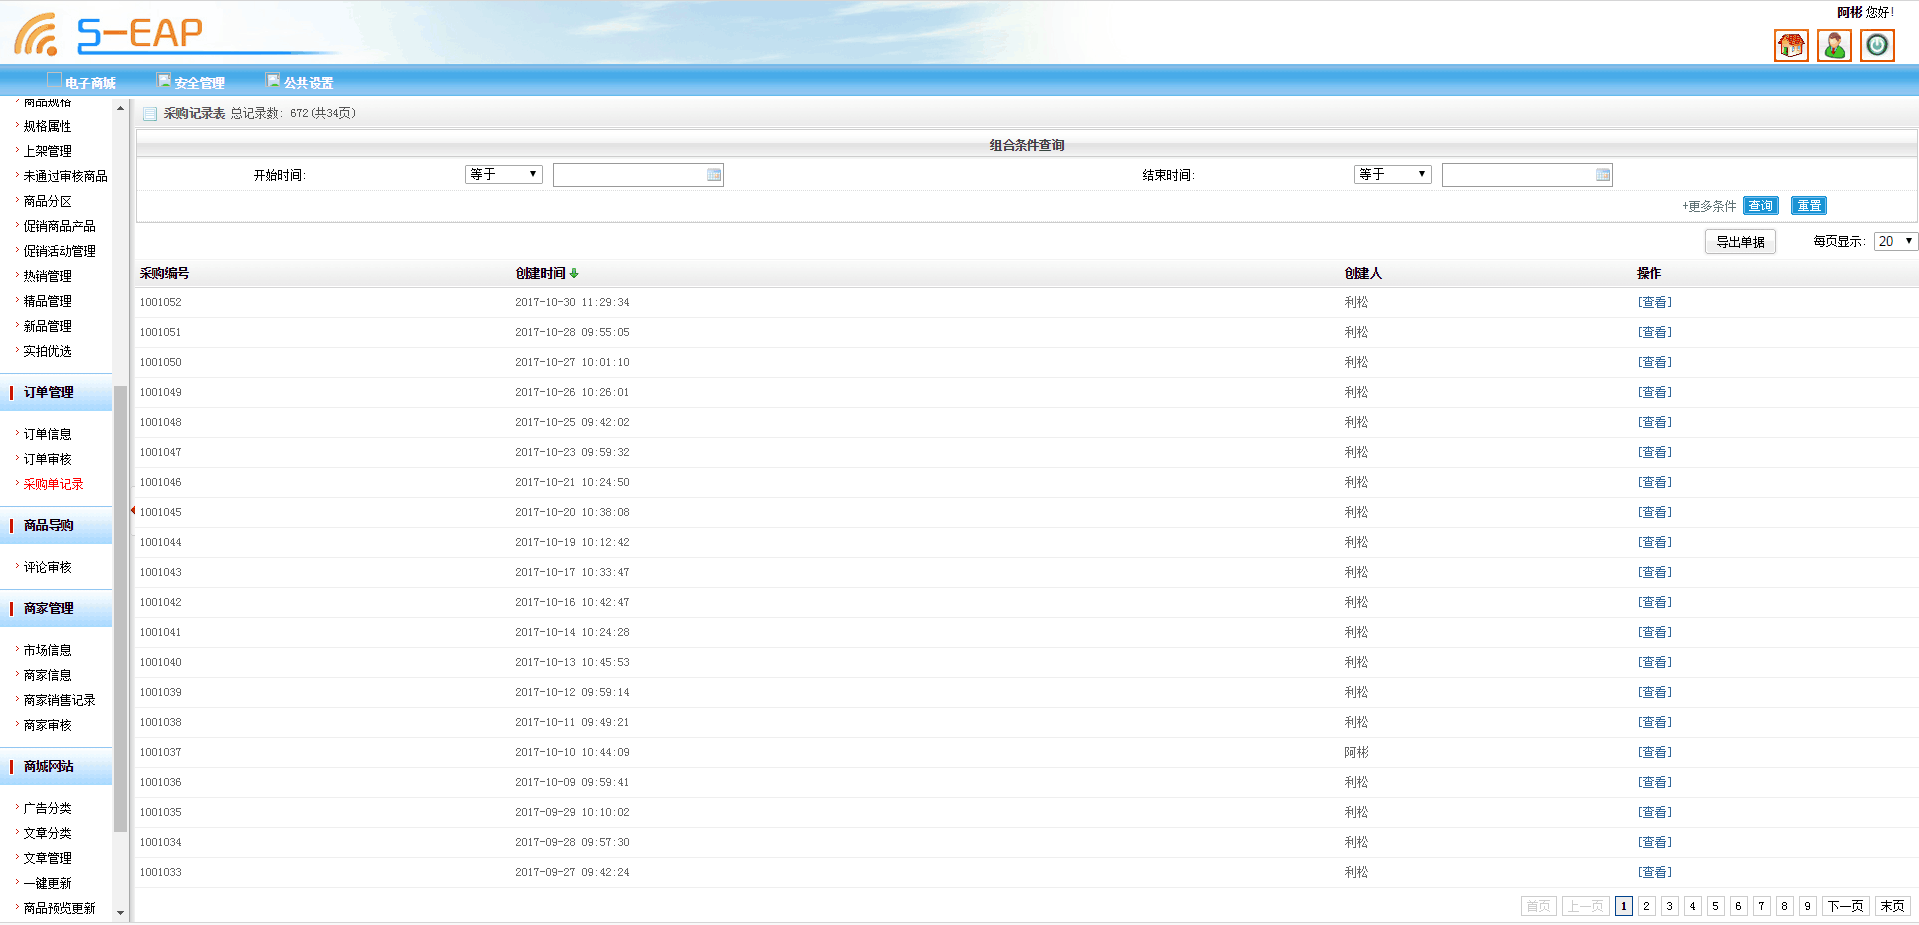 阿彬 您好!
S-EAP
电子商城 安全管理 公共设置
商品规格
规格属性
上架管理
未通过审核商品
商品分区
促销商品产品
促销活动管理
热销管理
精品管理
新品管理
实拍优选
订单管理
订单信息
订单审核
采购单记录
商品导购
评论审核
商家管理
市场信息
商家信息
商家销售记录
商家审核
商城网站
广告分类
文章分类
文章管理
一键更新
商品预览更新
采购记录表 总记录数: 672(共34页)
组合条件查询
开始时间: 等于 结束时间: 等于
+更多条件 查询 重置
导出单据 每页显示: 20
采购编号 创建时间 创建人 操作
1001052 2017-10-30 11:29:34 利松 [查看]
1001051 2017-10-28 09:55:05 利松 [查看]
1001050 2017-10-27 10:01:10 利松 [查看]
1001049 2017-10-26 10:26:01 利松 [查看]
1001048 2017-10-25 09:42:02 利松 [查看]
1001047 2017-10-23 09:59:32 利松 [查看]
1001046 2017-10-21 10:24:50 利松 [查看]
1001045 2017-10-20 10:38:08 利松 [查看]
1001044 2017-10-19 10:12:42 利松 [查看]
1001043 2017-10-17 10:33:47 利松 [查看]
1001042 2017-10-16 10:42:47 利松 [查看]
1001041 2017-10-14 10:24:28 利松 [查看]
1001040 2017-10-13 10:45:53 利松 [查看]
1001039 2017-10-12 09:59:14 利松 [查看]
1001038 2017-10-11 09:49:21 利松 [查看]
1001037 2017-10-10 10:44:09 阿彬 [查看]
1001036 2017-10-09 09:59:41 利松 [查看]
1001035 2017-09-29 10:10:02 利松 [查看]
1001034 2017-09-28 09:57:30 利松 [查看]
1001033 2017-09-27 09:42:24 利松 [查看]
首页 上一页 1 2 3 4 5 6 7 8 9 下一页 末页